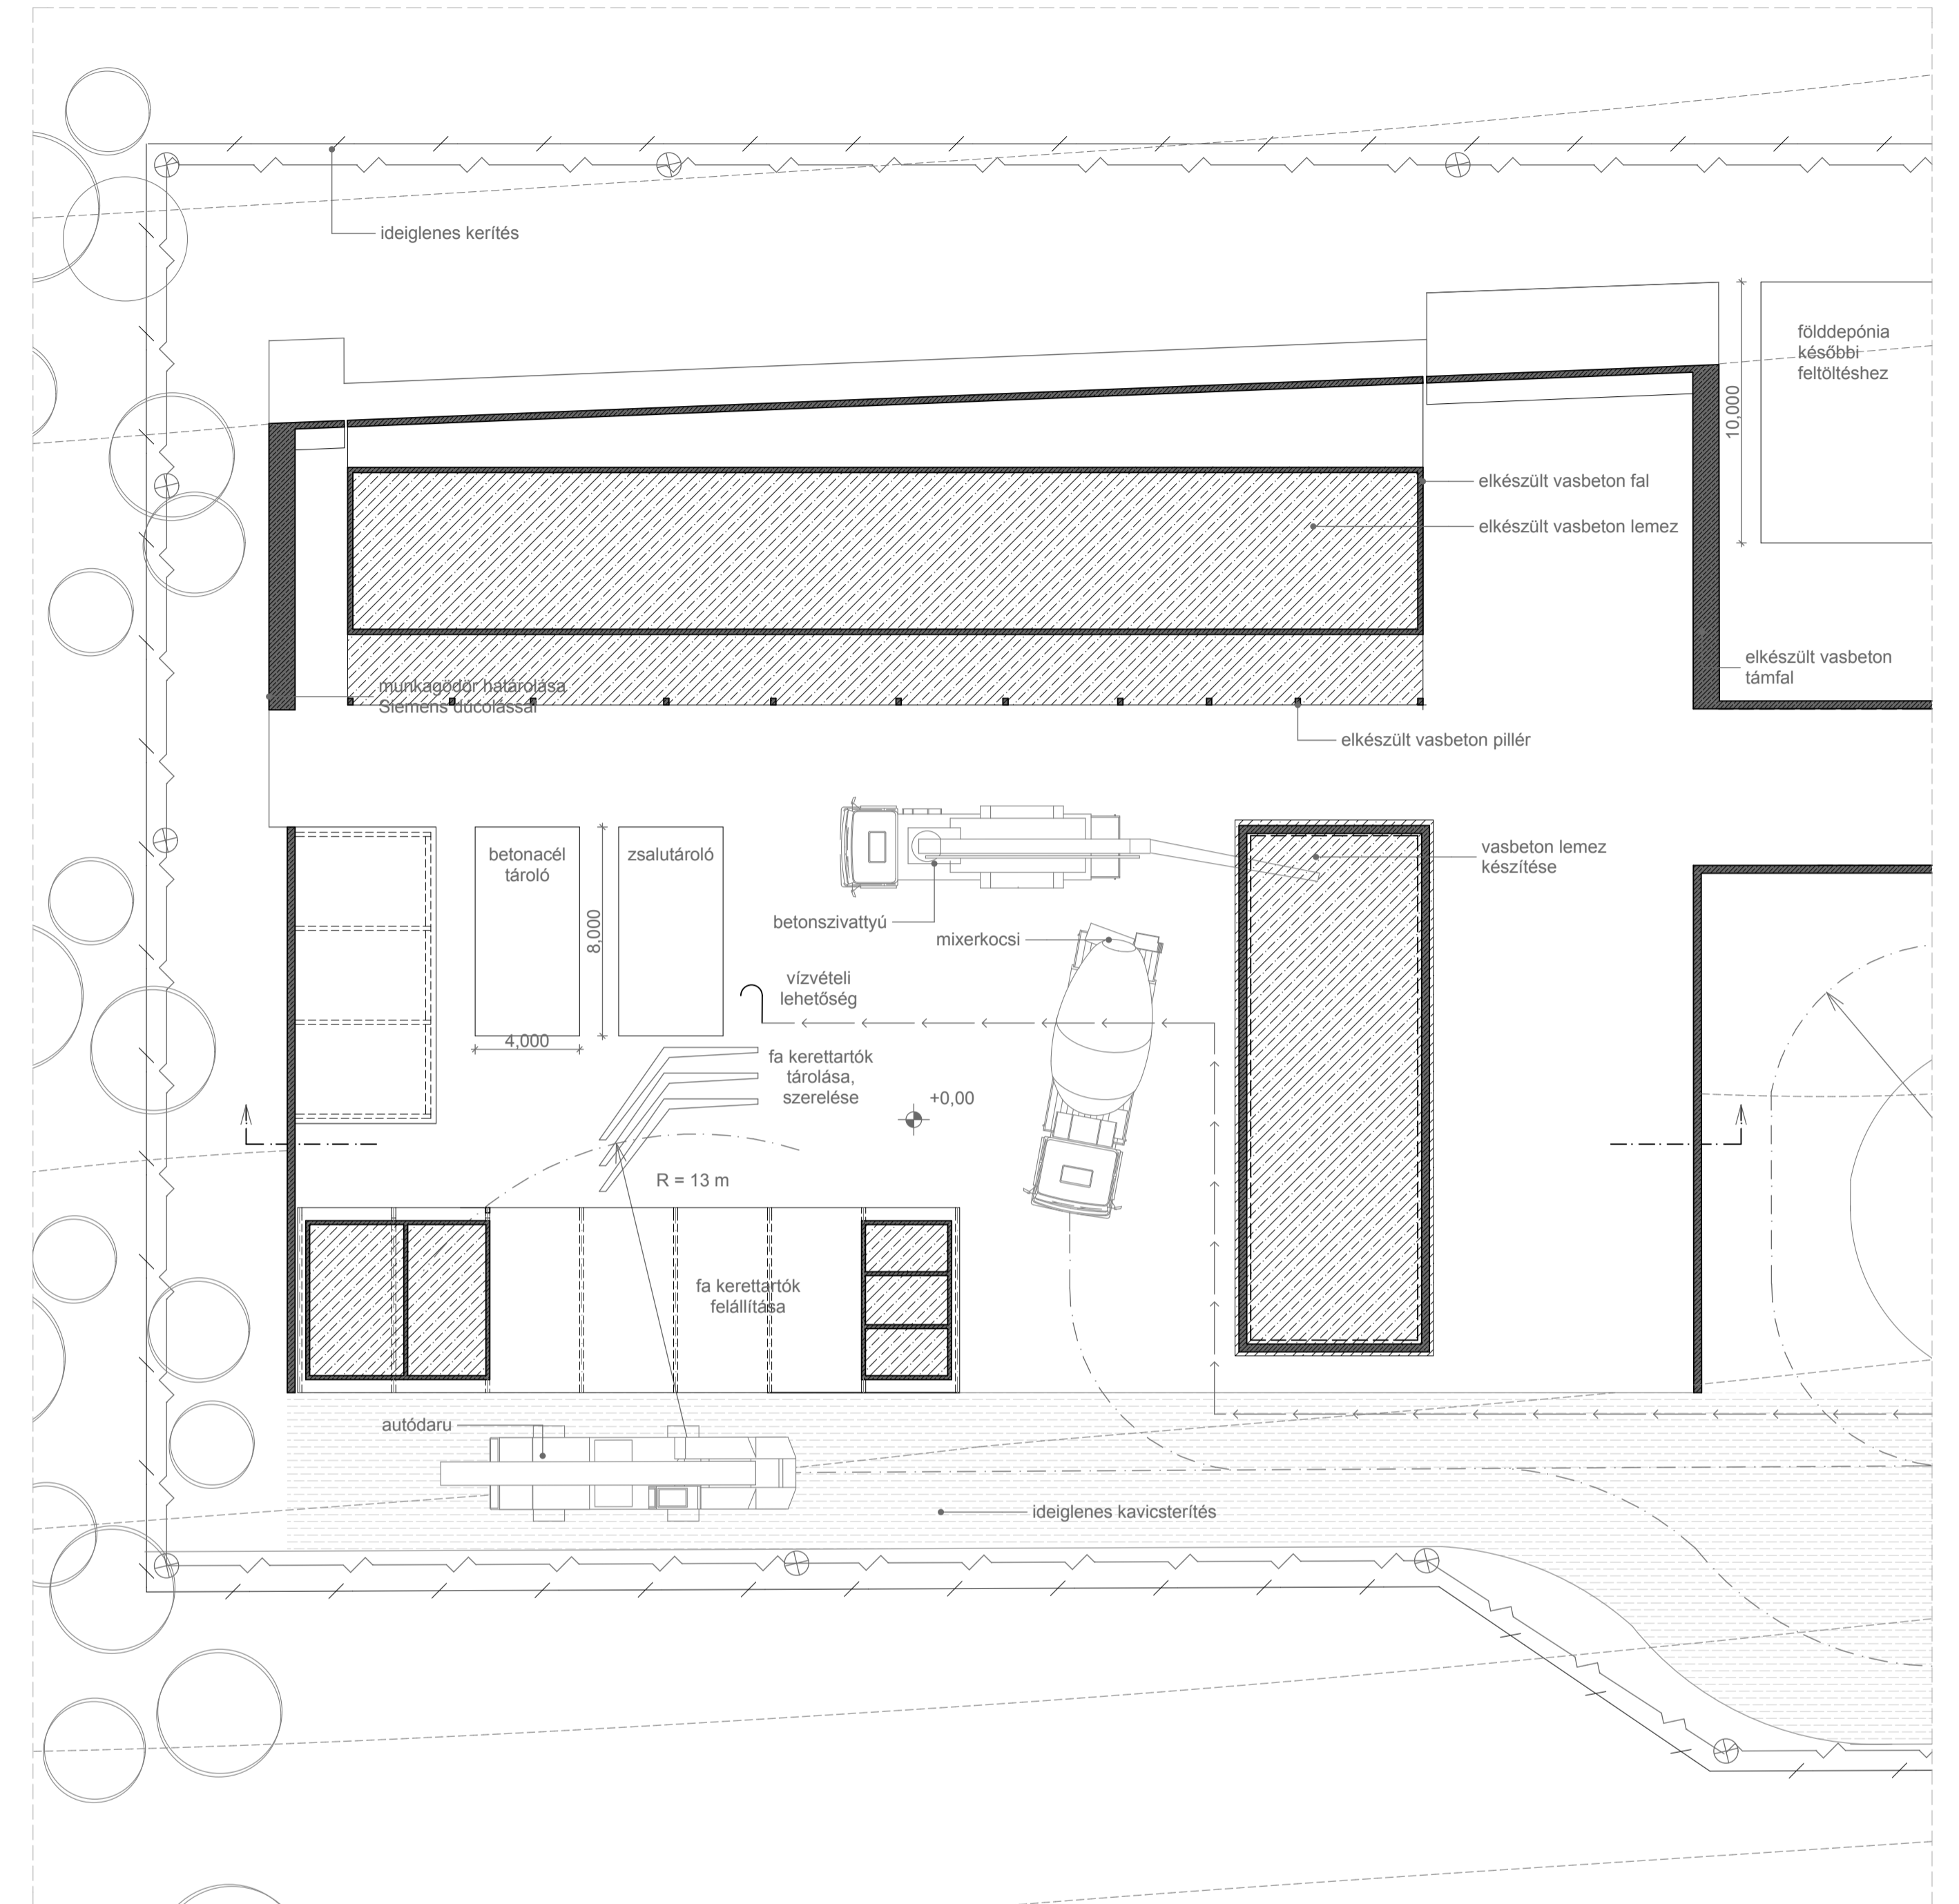 ideiglenes kerítés
földdepónia
későbbi
feltöltéshez
10,000
elkészült vasbeton fal
elkészült vasbeton lemez
elkészült vasbeton
támfal
munkagödör határolása
Siemens dúcolással
elkészült vasbeton pillér
betonacél
tároló
zsalutároló
8,000
4,000
vasbeton lemez
készítése
betonszivattyú
mixerkocsi
vízvételi
lehetőség
fa kerettartók
tárolása,
szerelése
+0,00
R = 13 m
fa kerettartók
felállítása
autódaru
ideiglenes kavicsterítés